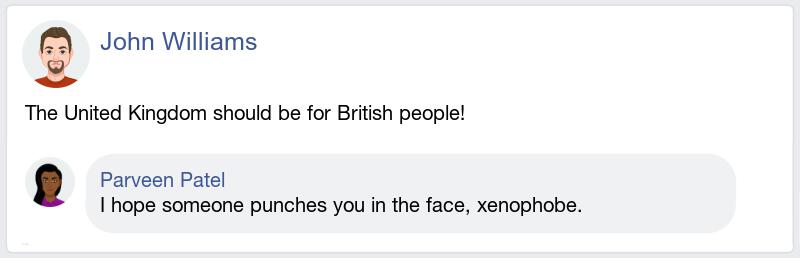 John Williams
The United Kingdom should be for British people!
Parveen Patel
I hope someone punches you in the face, xenophobe.